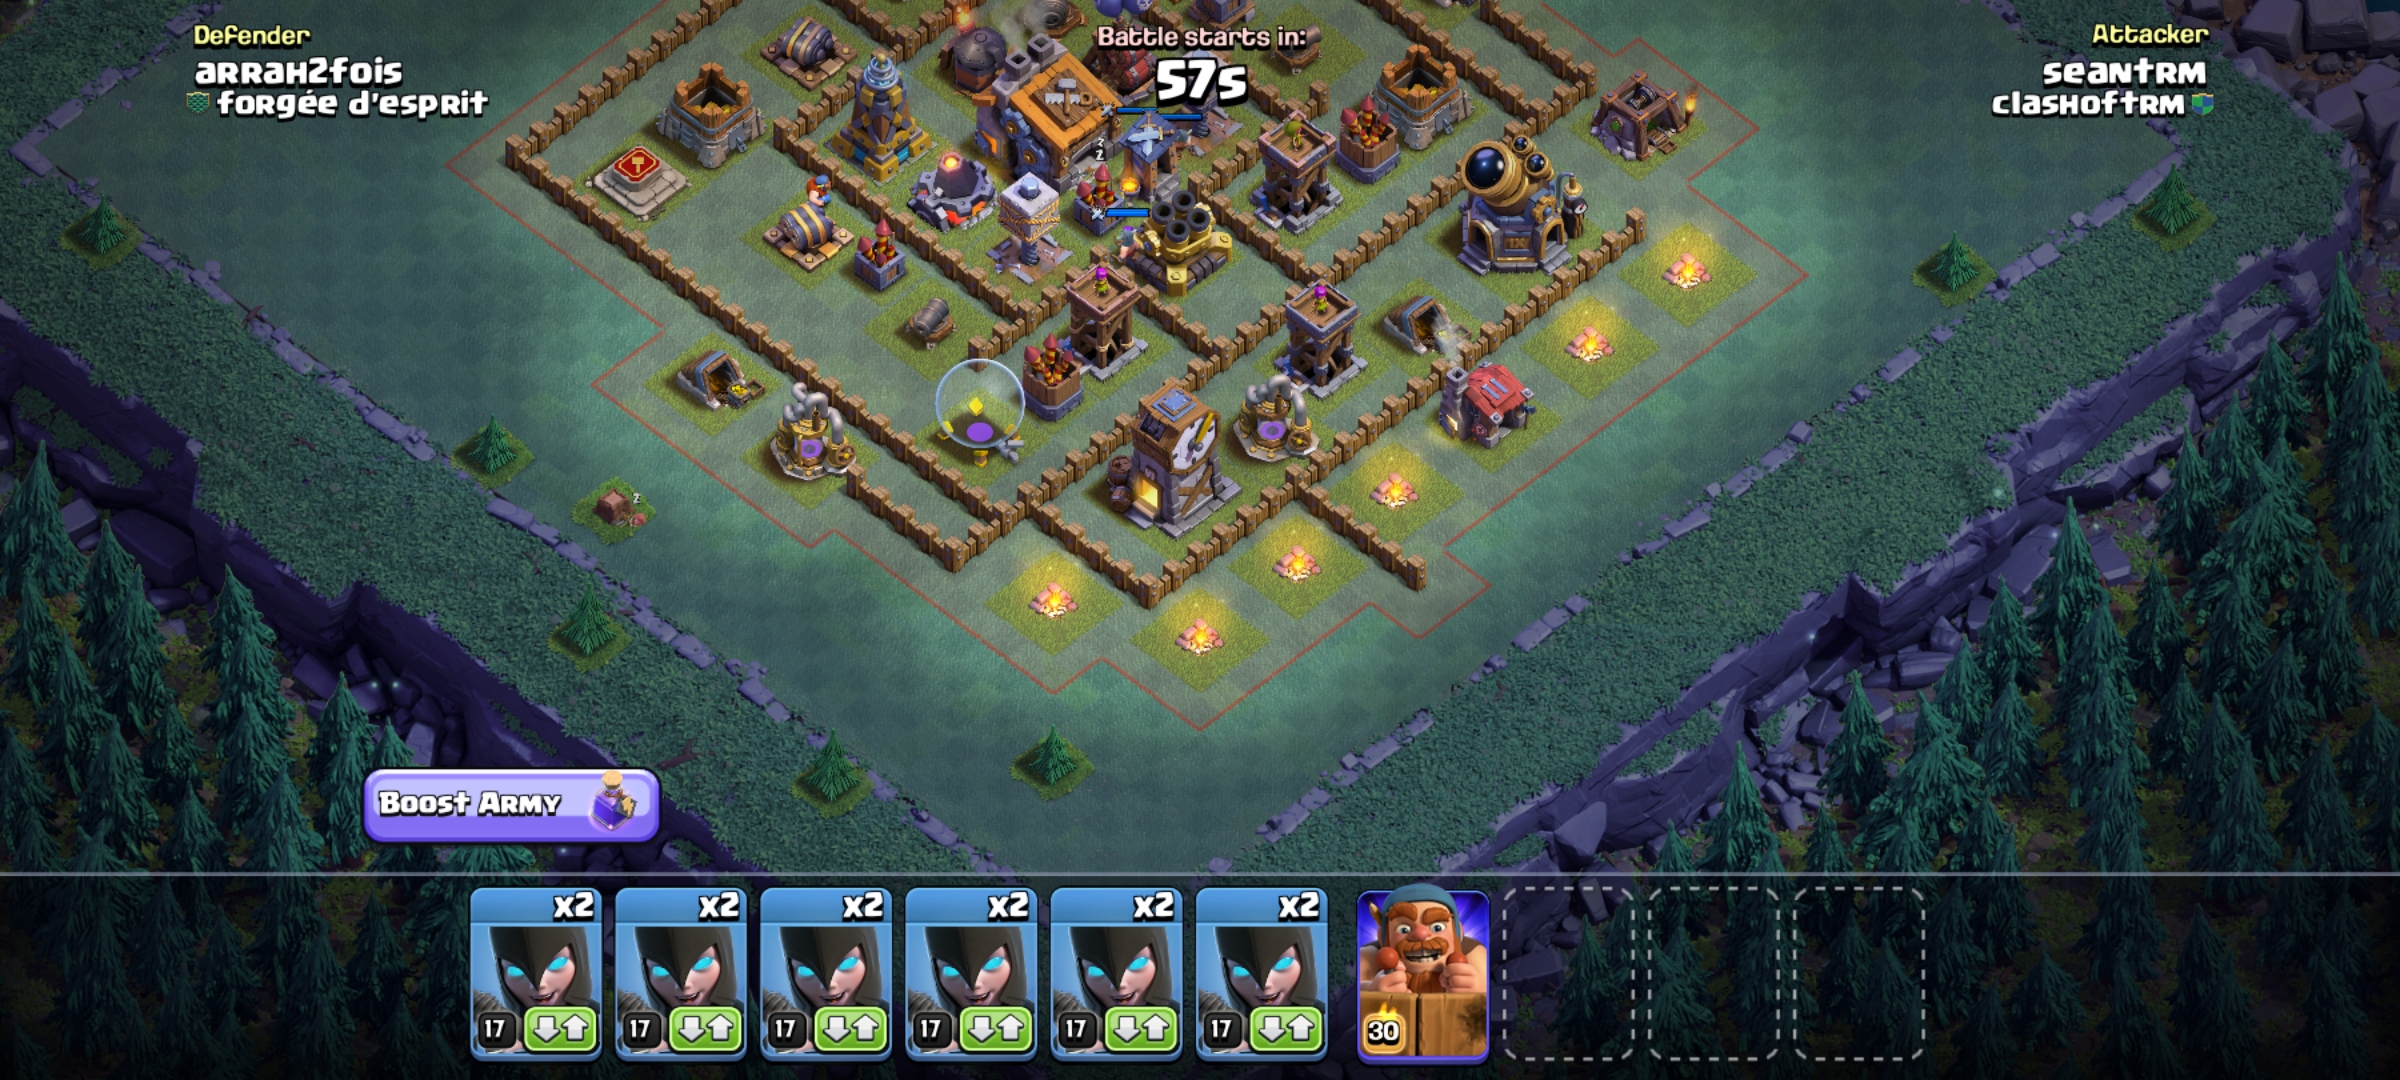 Defender
arrah2fois
forgée d'esprit
Battle starts in:
57s
Attacker
seantRM
clashoftRM
z
z
z
Boost Army
x2
x2
x2
x2
x2
x2
17
17
17
17
17
17
30